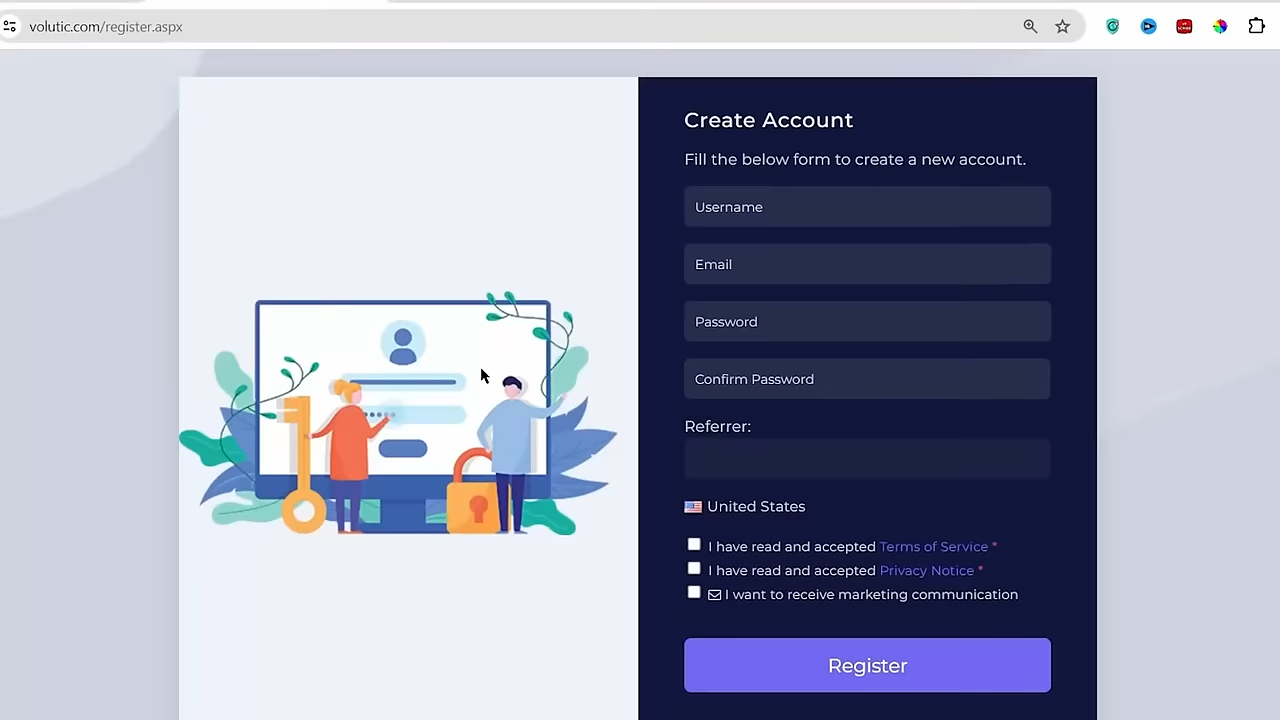 volutic.com/register.aspx
Create Account
Fill the below form to create a new account.
Username
Email
Password
Confirm Password
Referrer:
United States
I have read and accepted Terms of Service *
I have read and accepted Privacy Notice *
I want to receive marketing communication
Register